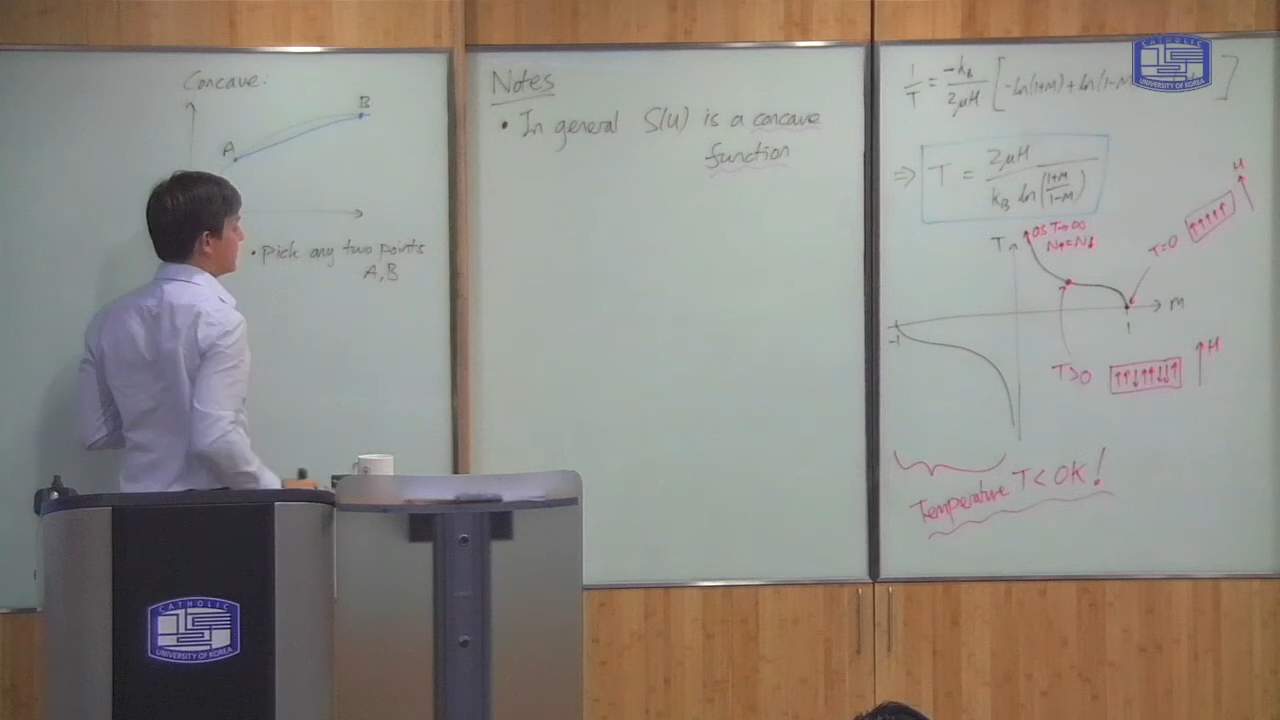 Concave:
A
B
• Pick any two points
A,B
Notes
• In general S(U) is a concave
function
1/T = -k_B/2μH [-ln(1+M) + ln(1-M ]
⇒ T = 2μH / k_B ln(1+M/1-M)
T
as T→∞
N↑=N↓
T=0
↑↑↑↑↑
H
M
-1
1
T>0
↑↑↓↑↑↓↓↑
H
Temperature T < 0K!
CATHOLIC
UNIVERSITY OF KOREA
CATHOLIC
UNIVERSITY OF KOREA